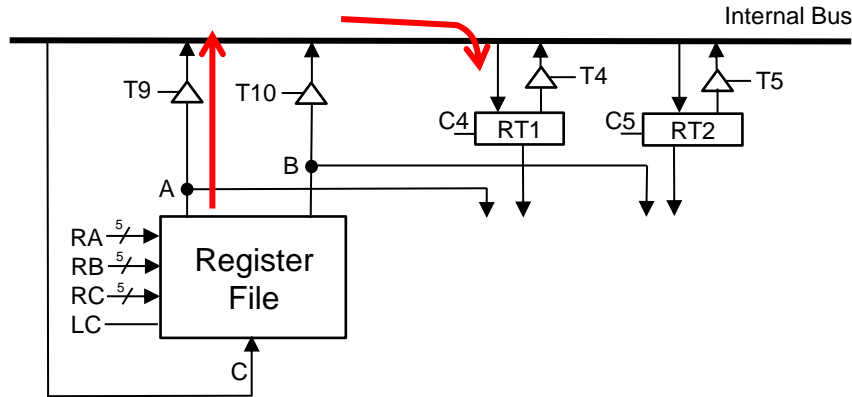 Internal Bus
T9
T10
T4
T5
C4
RT1
C5
RT2
B
A
RA 5
RB 5
RC 5
LC
Register
File
C